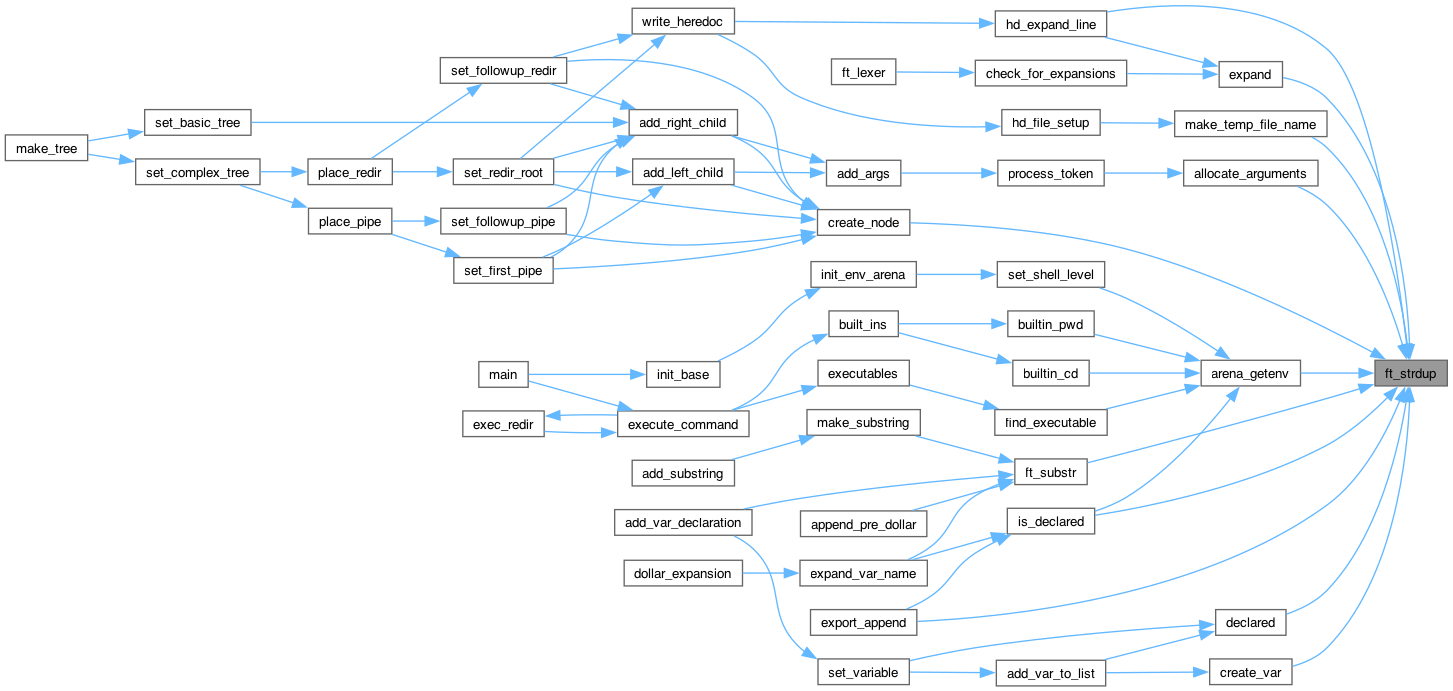 make_tree
set_basic_tree
set_complex_tree
place_redir
place_pipe
set_followup_redir
set_redir_root
set_followup_pipe
set_first_pipe
main
exec_redir
write_heredoc
add_right_child
add_left_child
init_base
execute_command
add_substring
add_var_declaration
dollar_expansion
ft_lexer
add_args
create_node
init_env_arena
built_ins
executables
make_substring
append_pre_dollar
expand_var_name
export_append
set_variable
hd_expand_line
check_for_expansions
hd_file_setup
process_token
set_shell_level
builtin_pwd
builtin_cd
find_executable
ft_substr
is_declared
add_var_to_list
expand
make_temp_file_name
allocate_arguments
arena_getenv
declared
create_var
ft_strdup